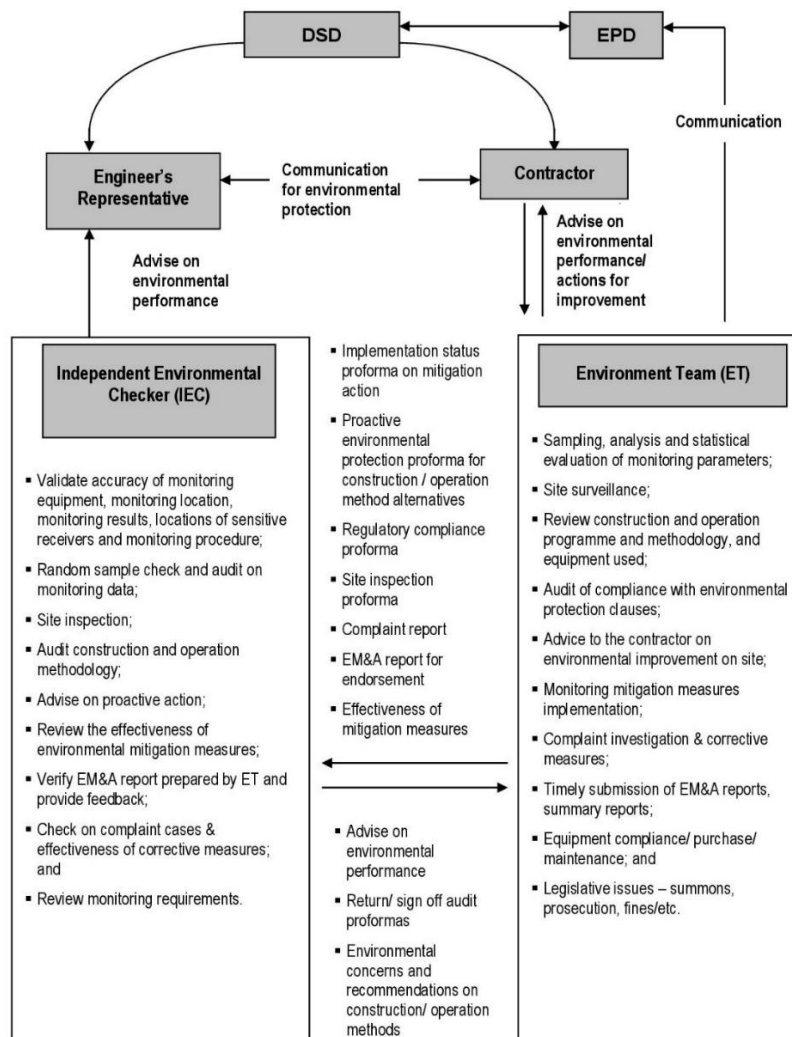 DSD
EPD
Communication
Engineer's
Representative
Communication
for environmental
protection
Contractor
Advise on
environmental
performance
Advise on
environmental
performance/
actions for
improvement
Independent Environmental
Checker (IEC)
▪ Validate accuracy of monitoring
equipment, monitoring location,
monitoring results, locations of sensitive
receivers and monitoring procedure;
▪ Random sample check and audit on
monitoring data;
▪ Site inspection;
▪ Audit construction and operation
methodology;
▪ Advise on proactive action;
▪ Review the effectiveness of
environmental mitigation measures;
▪ Verify EM&A report prepared by ET and
provide feedback;
▪ Check on complaint cases &
effectiveness of corrective measures;
and
▪ Review monitoring requirements.
▪ Implementation status
proforma on mitigation
action
▪ Proactive
environmental
protection proforma for
construction / operation
method alternatives
▪ Regulatory compliance
proforma
▪ Site inspection
proforma
▪ Complaint report
▪ EM&A report for
endorsement
▪ Effectiveness of
mitigation measures
▪ Advise on
environmental
performance
▪ Return/ sign off audit
proformas
▪ Environmental
concerns and
recommendations on
construction/ operation
methods
Environment Team (ET)
▪ Sampling, analysis and statistical
evaluation of monitoring parameters;
▪ Site surveillance;
▪ Review construction and operation
programme and methodology, and
equipment used;
▪ Audit of compliance with environmental
protection clauses;
▪ Advice to the contractor on
environmental improvement on site;
▪ Monitoring mitigation measures
implementation;
▪ Complaint investigation & corrective
measures;
▪ Timely submission of EM&A reports,
summary reports;
▪ Equipment compliance/ purchase/
maintenance; and
▪ Legislative issues – summons,
prosecution, fines/etc.